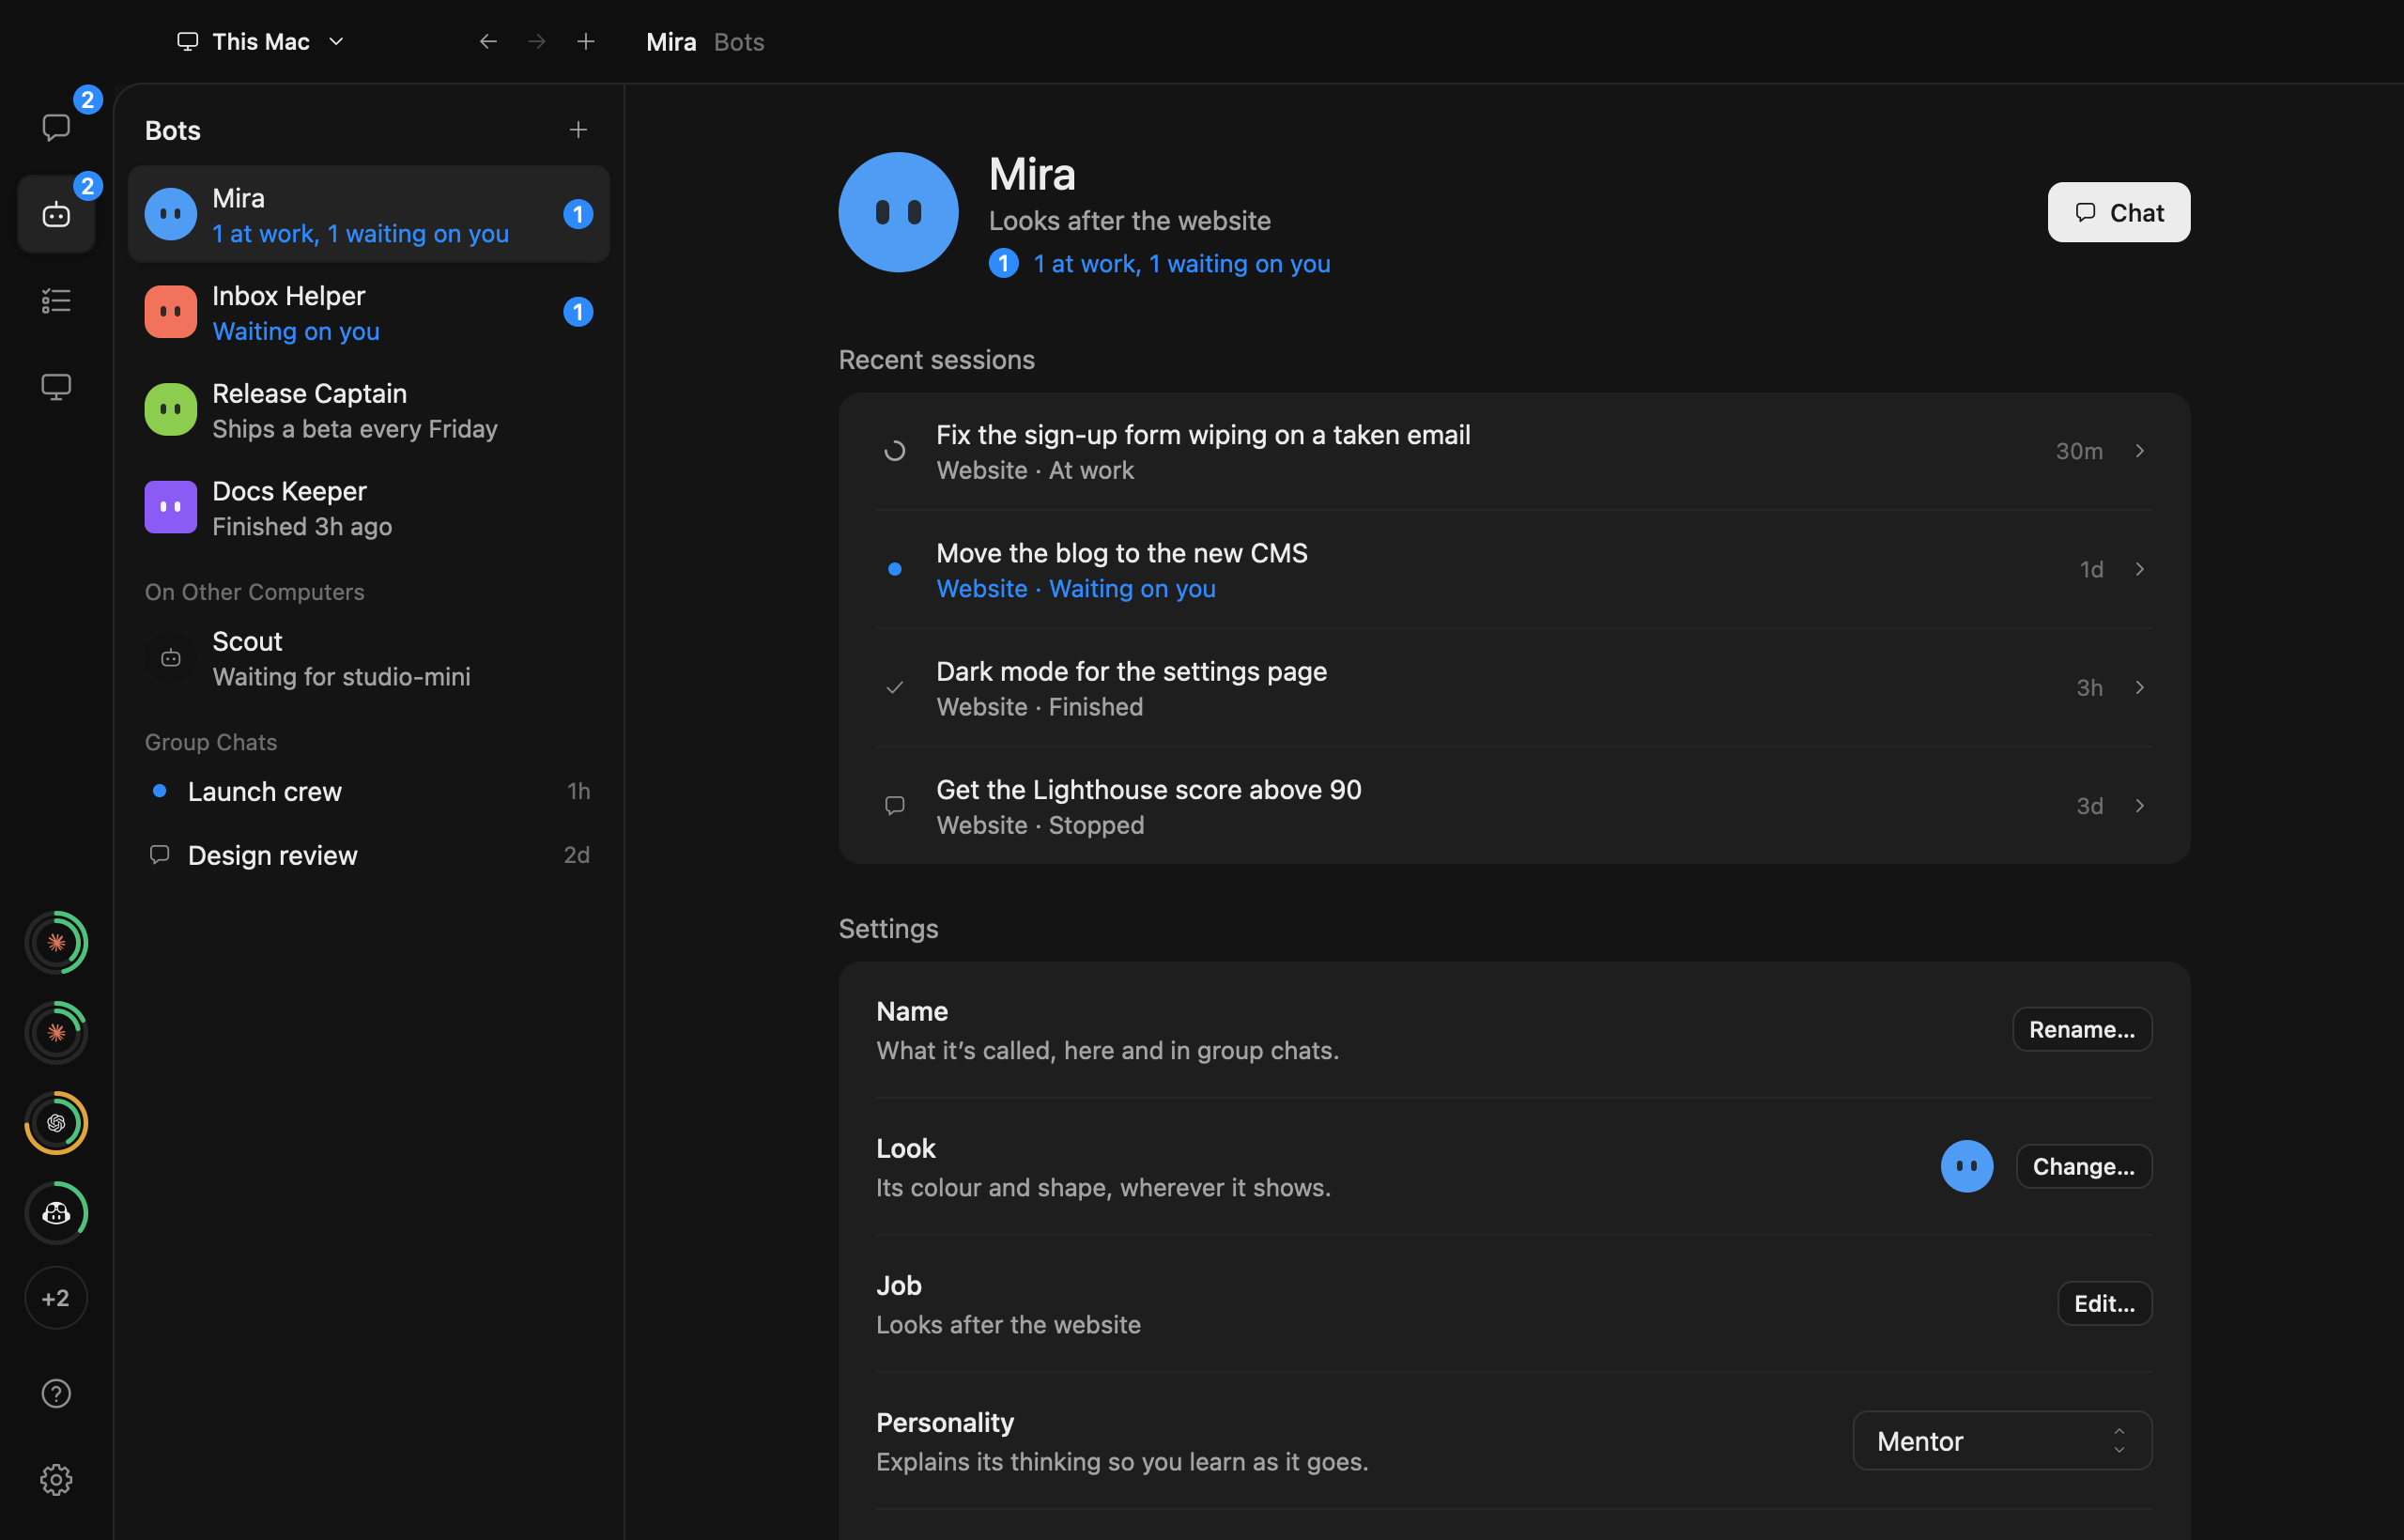 This Mac
Mira Bots
2
2
Bots
Mira
1 at work, 1 waiting on you
1
Inbox Helper
Waiting on you
1
Release Captain
Ships a beta every Friday
Docs Keeper
Finished 3h ago
On Other Computers
Scout
Waiting for studio-mini
Group Chats
Launch crew 1h
Design review 2d
+2
Mira
Looks after the website
1 1 at work, 1 waiting on you
Chat
Recent sessions
Fix the sign-up form wiping on a taken email
Website · At work
30m
Move the blog to the new CMS
Website · Waiting on you
1d
Dark mode for the settings page
Website · Finished
3h
Get the Lighthouse score above 90
Website · Stopped
3d
Settings
Name
What it’s called, here and in group chats.
Rename...
Look
Its colour and shape, wherever it shows.
Change...
Job
Looks after the website
Edit...
Personality
Explains its thinking so you learn as it goes.
Mentor